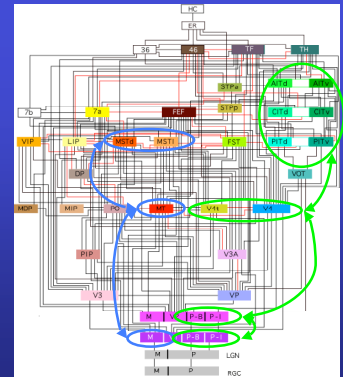 HC
ER
36 46 TF TH
STPa AITd AITv
7b 7a FEF STPp CITd CITv
VIP LIP MSTd MSTl FST PITd PITv
DP VOT
MDP MIP PO MT V4t V4
PIP V3A
V3 VP
M P-B P-I
M P-B P-I
M P LGN
M P RGC